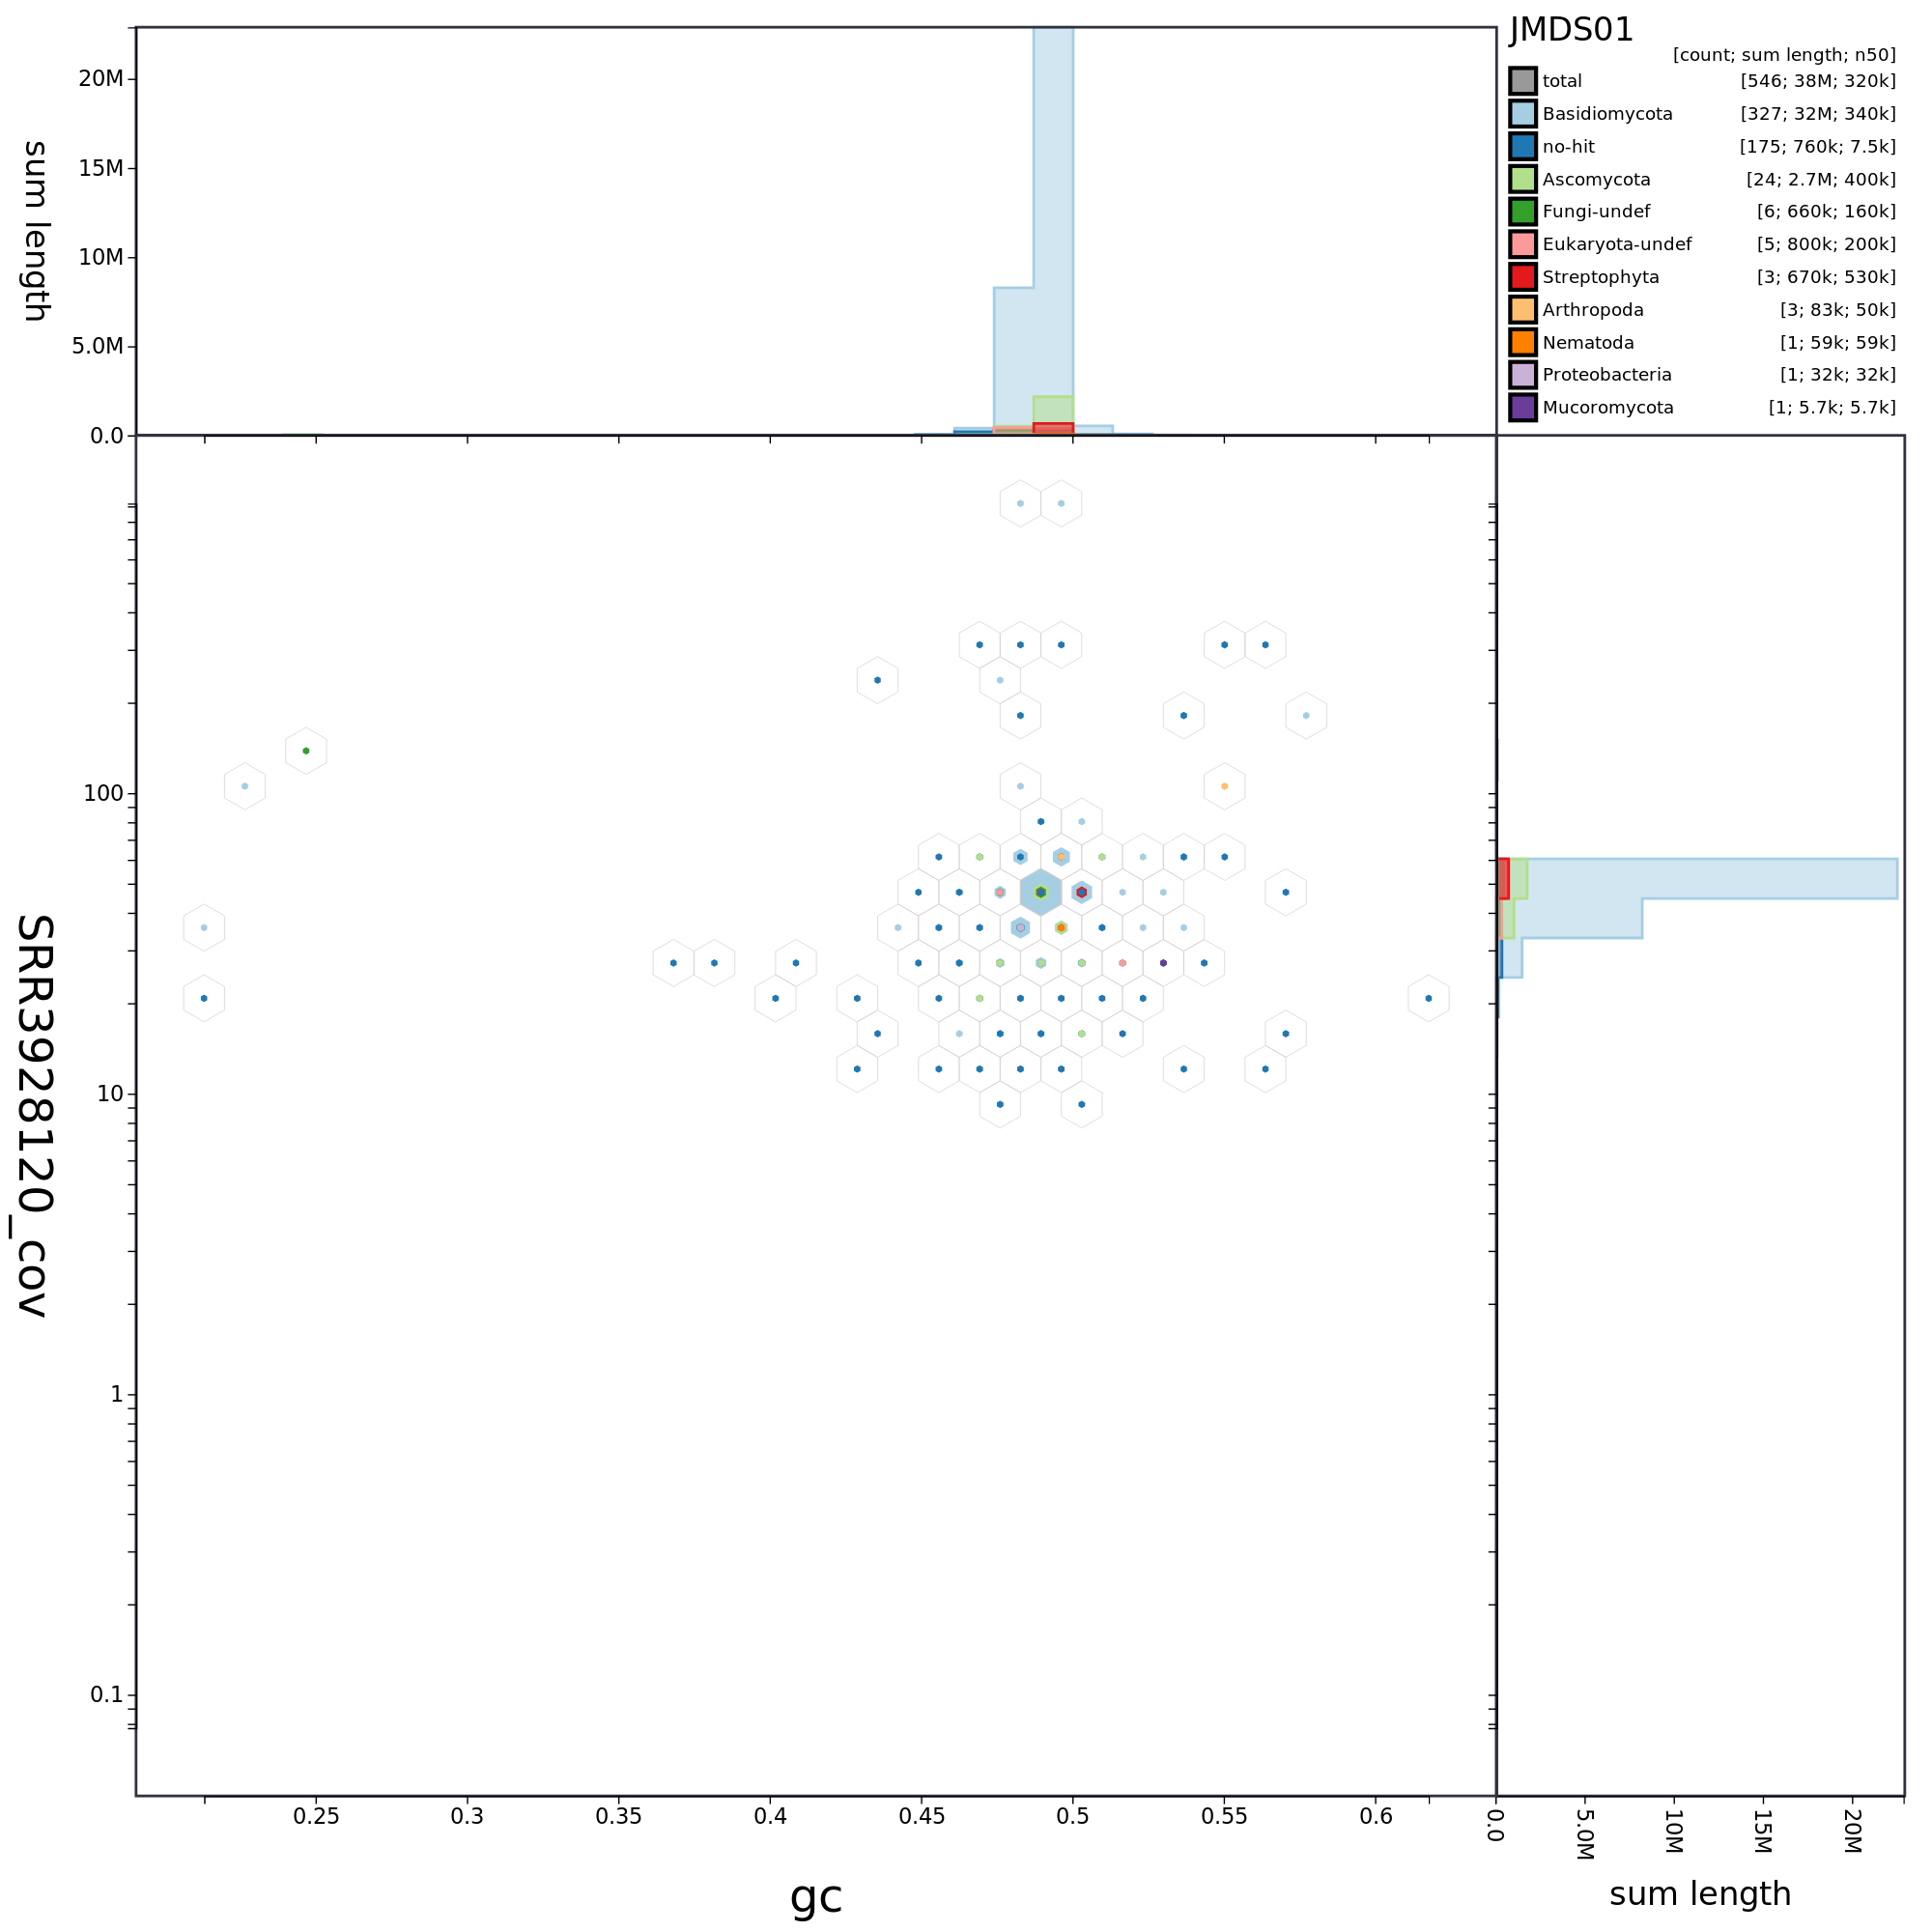 JMDS01
[count; sum length; n50]
total [546; 38M; 320k]
Basidiomycota [327; 32M; 340k]
no-hit [175; 760k; 7.5k]
Ascomycota [24; 2.7M; 400k]
Fungi-undef [6; 660k; 160k]
Eukaryota-undef [5; 800k; 200k]
Streptophyta [3; 670k; 530k]
Arthropoda [3; 83k; 50k]
Nematoda [1; 59k; 59k]
Proteobacteria [1; 32k; 32k]
Mucoromycota [1; 5.7k; 5.7k]
sum length
20M
15M
10M
5.0M
0.0
SRR3928120_cov
100
10
1
0.1
0.25 0.3 0.35 0.4 0.45 0.5 0.55 0.6
gc
0.0 5.0M 10M 15M 20M
sum length